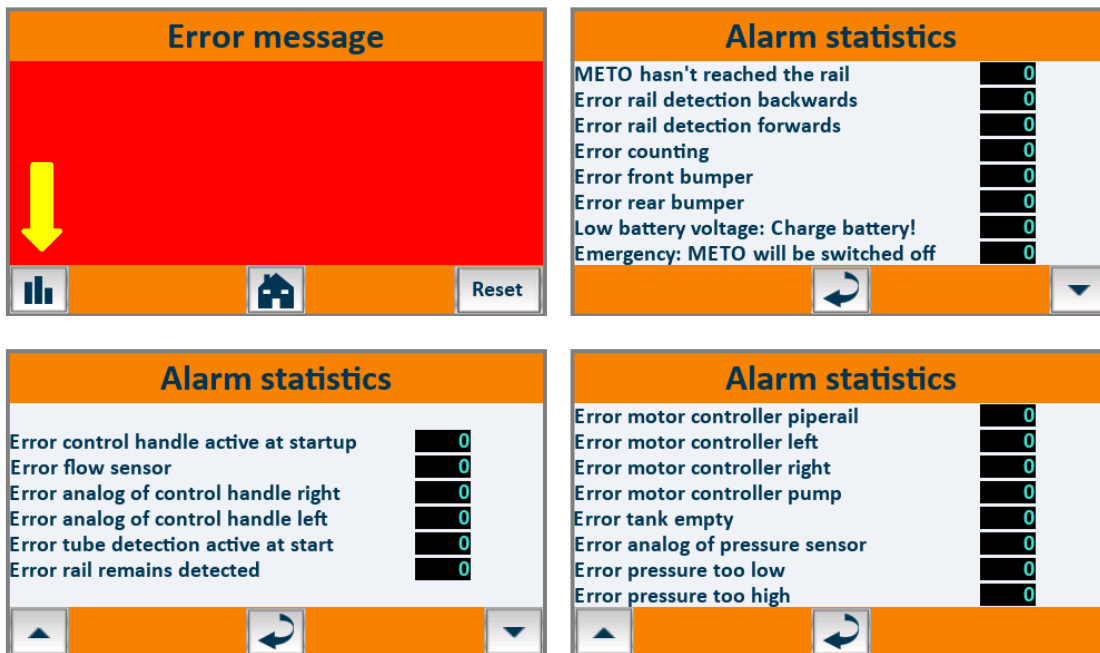 Error message
Reset
Alarm statistics
METO hasn't reached the rail 0
Error rail detection backwards 0
Error rail detection forwards 0
Error counting 0
Error front bumper 0
Error rear bumper 0
Low battery voltage: Charge battery! 0
Emergency: METO will be switched off 0
Alarm statistics
Error control handle active at startup 0
Error flow sensor 0
Error analog of control handle right 0
Error analog of control handle left 0
Error tube detection active at start 0
Error rail remains detected 0
Alarm statistics
Error motor controller piperail 0
Error motor controller left 0
Error motor controller right 0
Error motor controller pump 0
Error tank empty 0
Error analog of pressure sensor 0
Error pressure too low 0
Error pressure too high 0